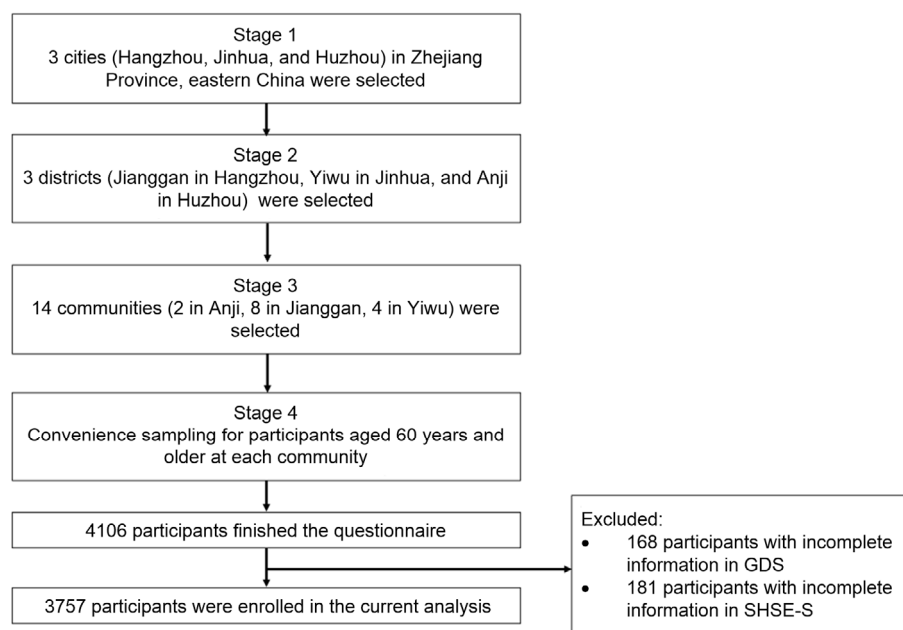 Stage 1
3 cities (Hangzhou, Jinhua, and Huzhou) in Zhejiang
Province, eastern China were selected
Stage 2
3 districts (Jianggan in Hangzhou, Yiwu in Jinhua, and Anji
in Huzhou) were selected
Stage 3
14 communities (2 in Anji, 8 in Jianggan, 4 in Yiwu) were
selected
Stage 4
Convenience sampling for participants aged 60 years and
older at each community
4106 participants finished the questionnaire
Excluded:
• 168 participants with incomplete
information in GDS
• 181 participants with incomplete
information in SHSE-S
3757 participants were enrolled in the current analysis